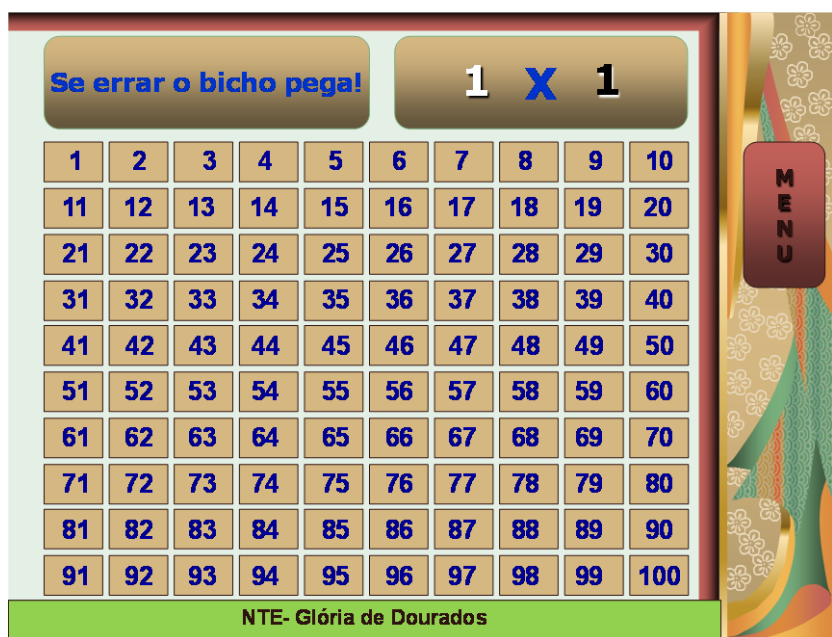 Se errar o bicho pega!
1 X 1
1 2 3 4 5 6 7 8 9 10
11 12 13 14 15 16 17 18 19 20
21 22 23 24 25 26 27 28 29 30
31 32 33 34 35 36 37 38 39 40
41 42 43 44 45 46 47 48 49 50
51 52 53 54 55 56 57 58 59 60
61 62 63 64 65 66 67 68 69 70
71 72 73 74 75 76 77 78 79 80
81 82 83 84 85 86 87 88 89 90
91 92 93 94 95 96 97 98 99 100
MENU
NTE- Glória de Dourados